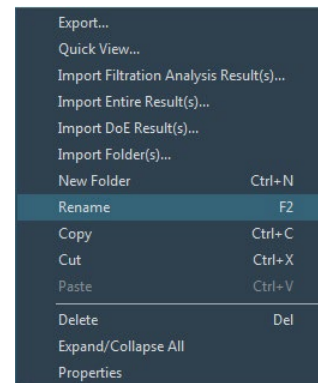 Export...
Quick View...
Import Filtration Analysis Result(s)...
Import Entire Result(s)...
Import DoE Result(s)...
Import Folder(s)...
New Folder Ctrl+N
Rename F2
Copy Ctrl+C
Cut Ctrl+X
Paste Ctrl+V
Delete Del
Expand/Collapse All
Properties